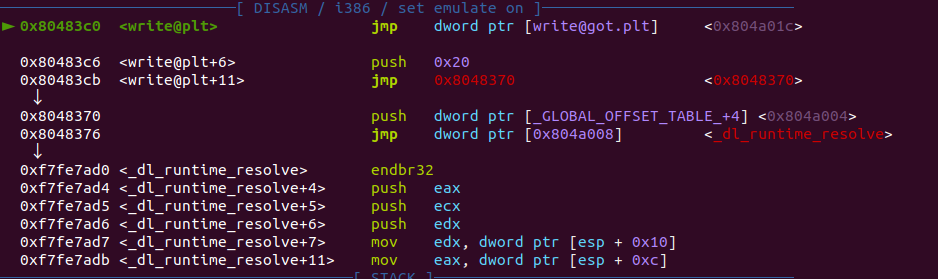 [ DISASM / i386 / set emulate on ]
► 0x80483c0 <write@plt> jmp dword ptr [write@got.plt] <0x804a01c>
0x80483c6 <write@plt+6> push 0x20
0x80483cb <write@plt+11> jmp 0x8048370 <0x8048370>
↓
0x8048370 push dword ptr [_GLOBAL_OFFSET_TABLE_+4] <0x804a004>
0x8048376 jmp dword ptr [0x804a008] <_dl_runtime_resolve>
↓
0xf7fe7ad0 <_dl_runtime_resolve> endbr32
0xf7fe7ad4 <_dl_runtime_resolve+4> push eax
0xf7fe7ad5 <_dl_runtime_resolve+5> push ecx
0xf7fe7ad6 <_dl_runtime_resolve+6> push edx
0xf7fe7ad7 <_dl_runtime_resolve+7> mov edx, dword ptr [esp + 0x10]
0xf7fe7adb <_dl_runtime_resolve+11> mov eax, dword ptr [esp + 0xc]
[ STACK ]